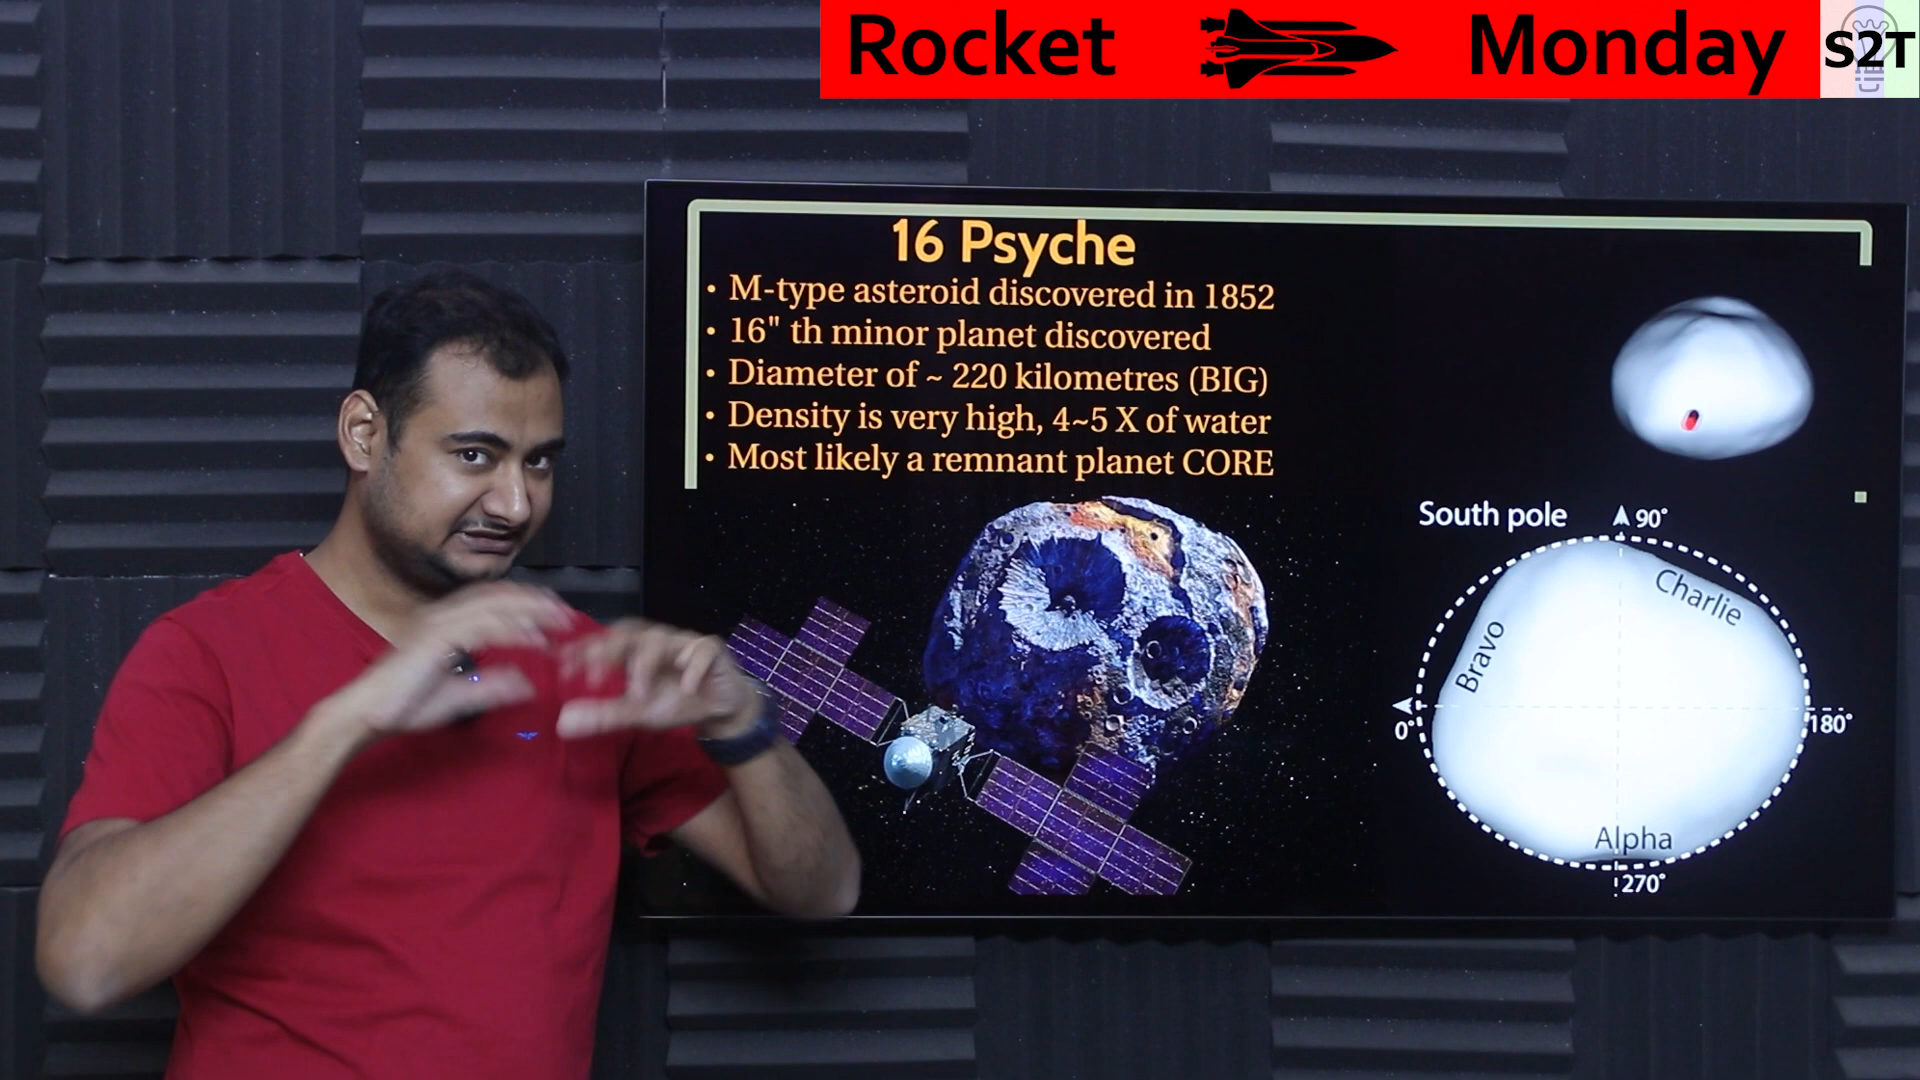 Rocket Monday S2T
16 Psyche
• M-type asteroid discovered in 1852
• 16" th minor planet discovered
• Diameter of ~ 220 kilometres (BIG)
• Density is very high, 4~5 X of water
• Most likely a remnant planet CORE
South pole
90°
Charlie
Bravo
0°
180°
Alpha
270°